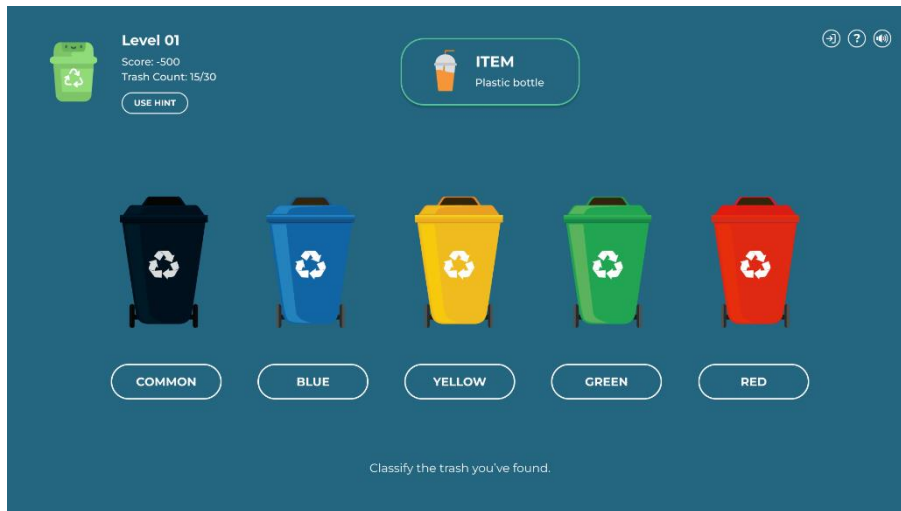 Level 01
Score: -500
Trash Count: 15/30
USE HINT
ITEM
Plastic bottle
?
COMMON
BLUE
YELLOW
GREEN
RED
Classify the trash you've found.